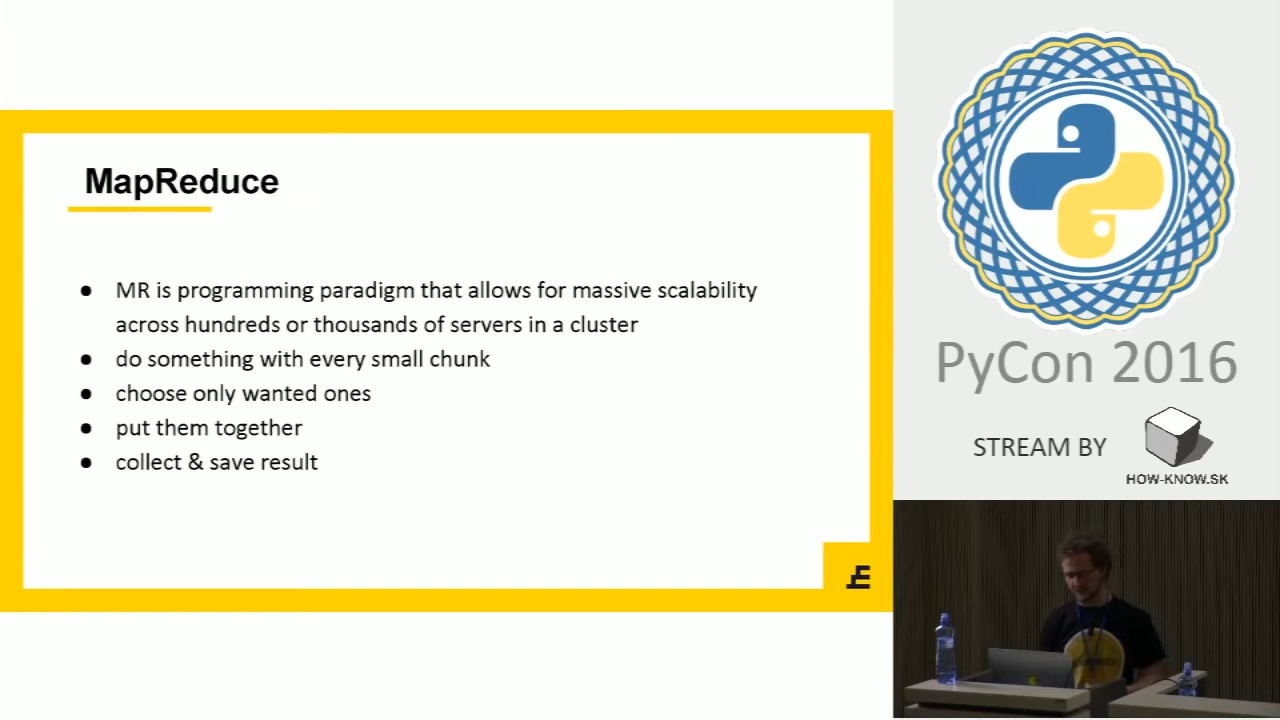 MapReduce
● MR is programming paradigm that allows for massive scalability
across hundreds or thousands of servers in a cluster
● do something with every small chunk
● choose only wanted ones
● put them together
● collect & save result
PyCon 2016
STREAM BY
HOW-KNOW.SK